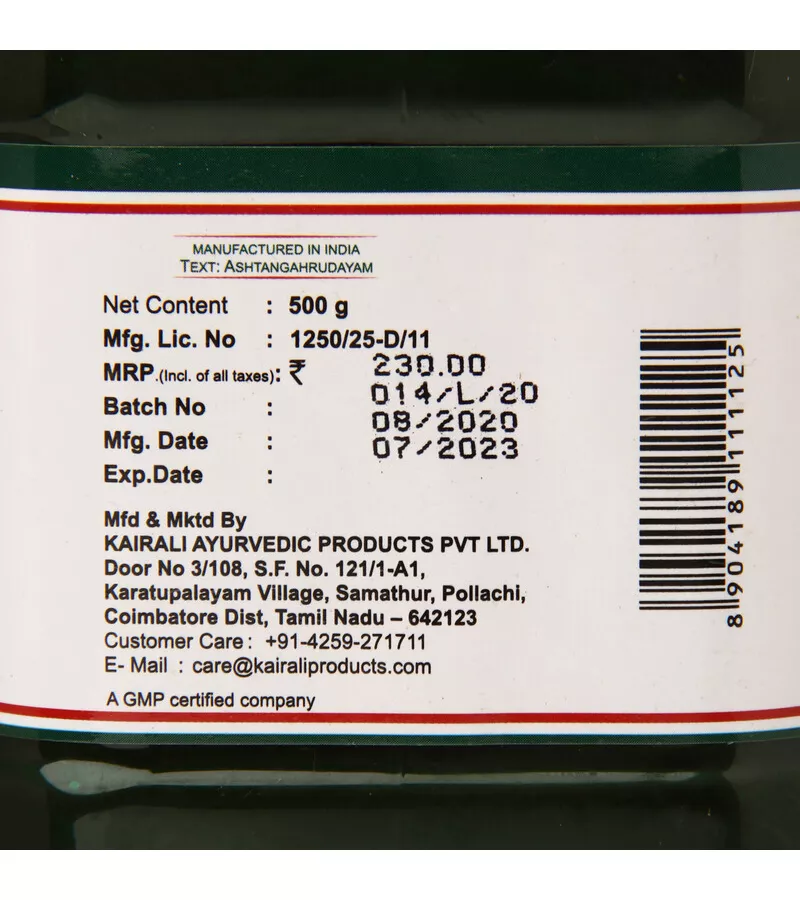 MANUFACTURED IN INDIA
TEXT: ASHTANGAHRUDAYAM
Net Content : 500 g
Mfg. Lic. No : 1250/25-D/11
MRP.(Incl. of all taxes): ₹ 230.00
Batch No : 014/L/20
Mfg. Date : 08/2020
Exp.Date : 07/2023
Mfd & Mktd By
KAIRALI AYURVEDIC PRODUCTS PVT LTD.
Door No 3/108, S.F. No. 121/1-A1,
Karatupalayam Village, Samathur, Pollachi,
Coimbatore Dist, Tamil Nadu – 642123
Customer Care : +91-4259-271711
E- Mail : care@kairaliproducts.com
A GMP certified company
8904189111125